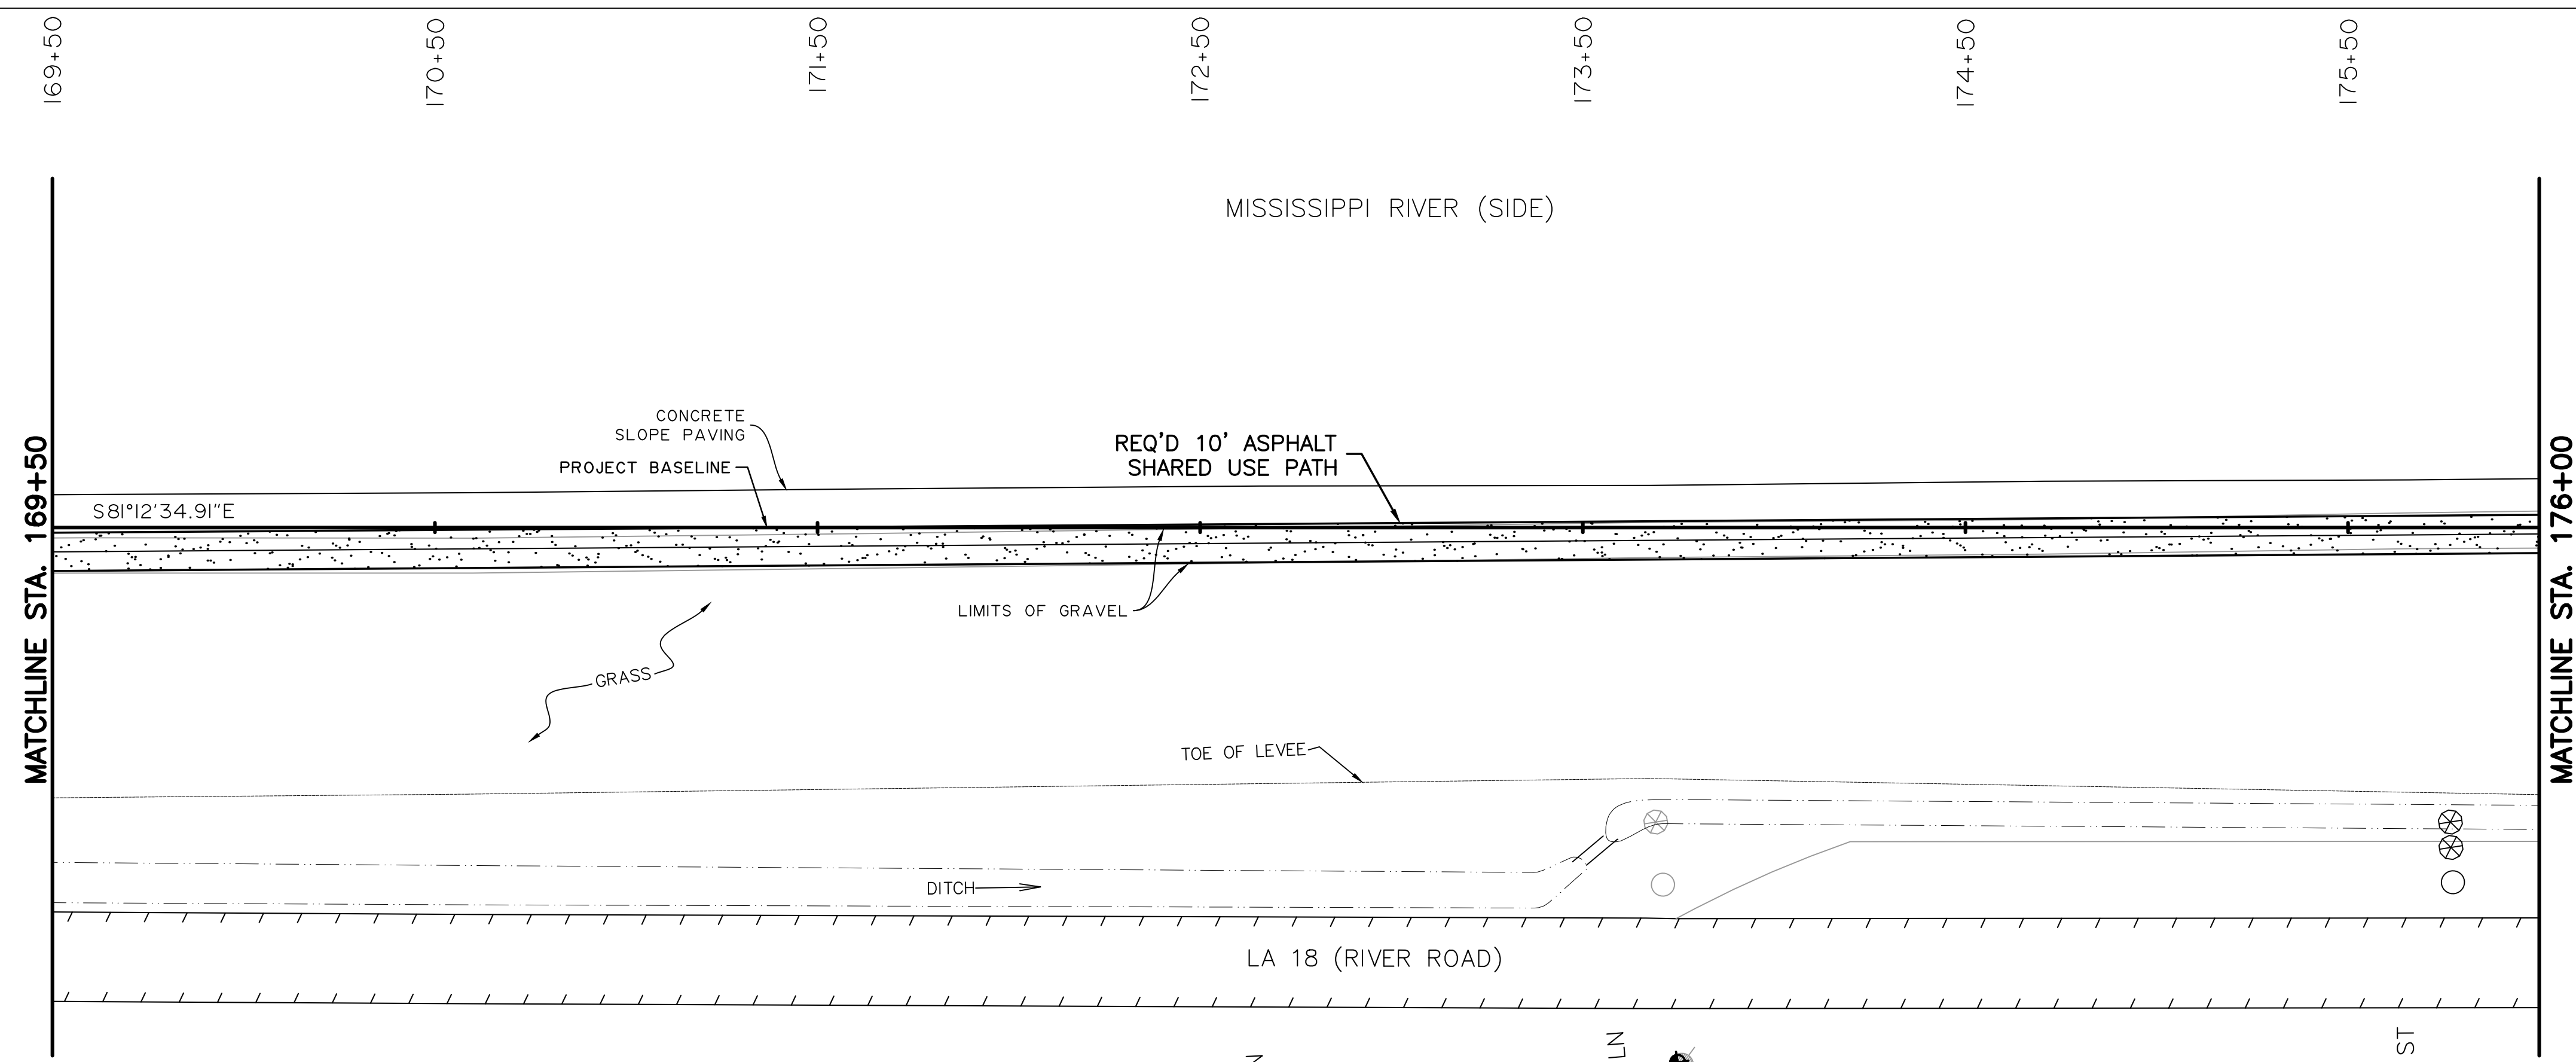 169+50
170+50
171+50
172+50
173+50
174+50
175+50
MISSISSIPPI RIVER (SIDE)
CONCRETE
SLOPE PAVING
PROJECT BASELINE
REQ'D 10' ASPHALT
SHARED USE PATH
S81°12'34.91"E
MATCHLINE STA. 169+50
MATCHLINE STA. 176+00
LIMITS OF GRAVEL
GRASS
TOE OF LEVEE
DITCH
LA 18 (RIVER ROAD)
LN
ST